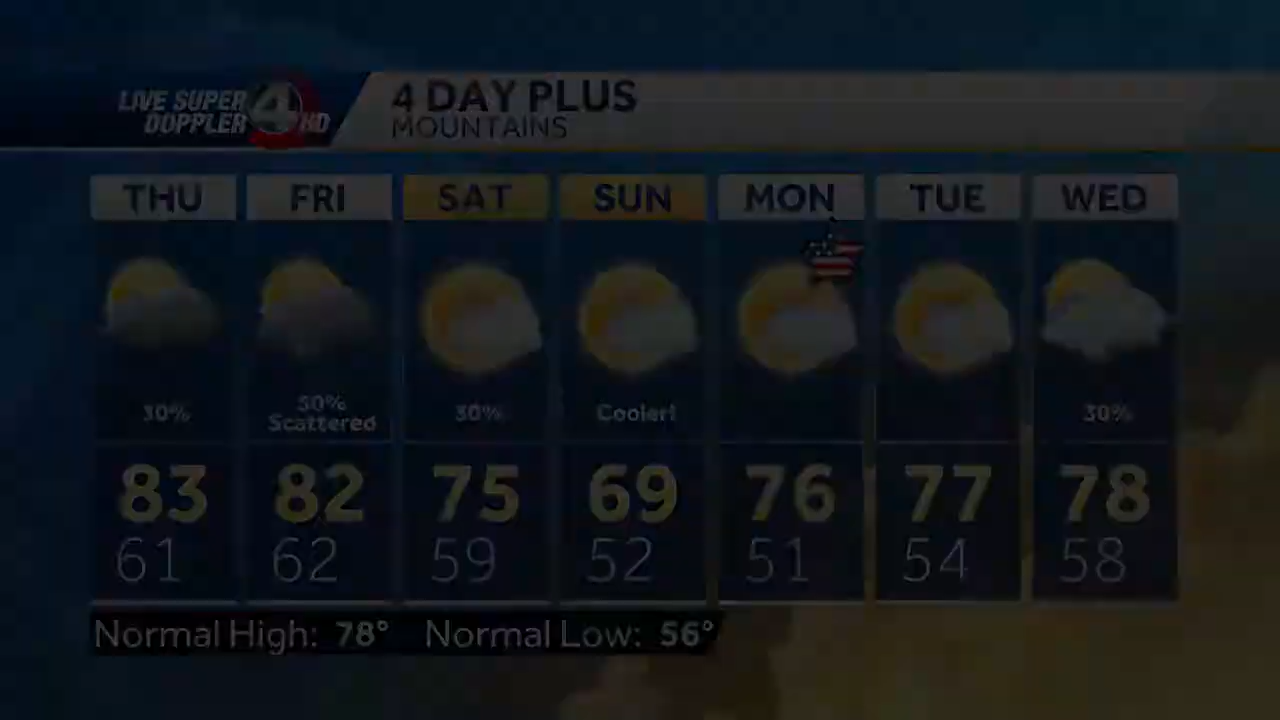 LIVE SUPER
DOPPLER 4 HD
4 DAY PLUS
MOUNTAINS
THU FRI SAT SUN MON TUE WED
30% 50% 30% Cooler! 30%
Scattered
83 82 75 69 76 77 78
61 62 59 52 51 54 58
Normal High: 78° Normal Low: 56°